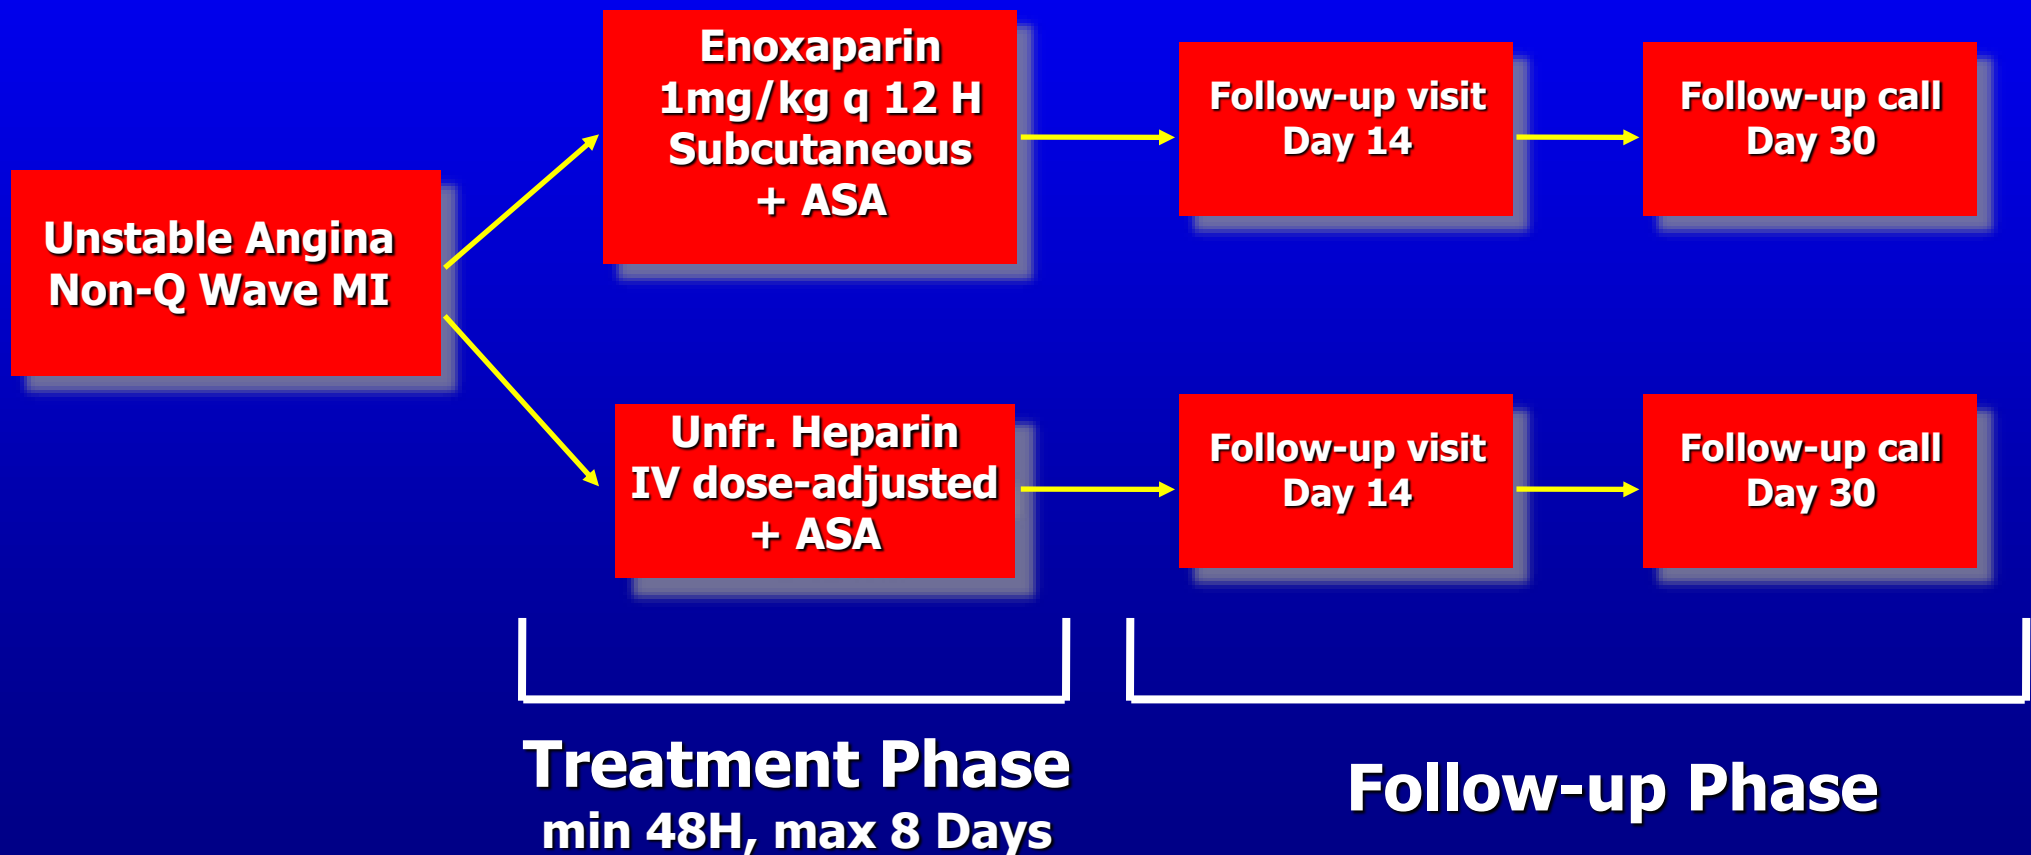 Unstable Angina
Non-Q Wave MI
Enoxaparin
1mg/kg q 12 H
Subcutaneous
+ ASA
Follow-up visit
Day 14
Follow-up call
Day 30
Unfr. Heparin
IV dose-adjusted
+ ASA
Follow-up visit
Day 14
Follow-up call
Day 30
Treatment Phase
min 48H, max 8 Days
Follow-up Phase